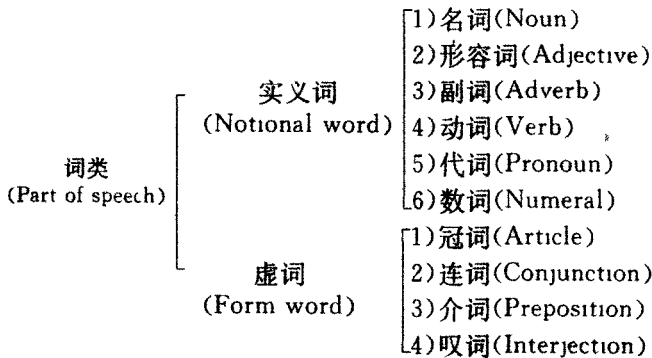 词类
(Part of speech)
实义词
(Notional word)
1)名词(Noun)
2)形容词(Adjective)
3)副词(Adverb)
4)动词(Verb)
5)代词(Pronoun)
6)数词(Numeral)
虚词
(Form word)
1)冠词(Article)
2)连词(Conjunction)
3)介词(Preposition)
4)叹词(Interjection)